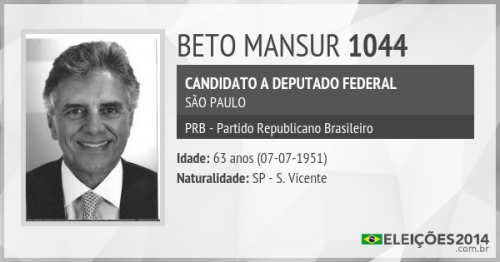 BETO MANSUR 1044
CANDIDATO A DEPUTADO FEDERAL
SÃO PAULO
PRB - Partido Republicano Brasileiro
Idade: 63 anos (07-07-1951)
Naturalidade: SP - S. Vicente
ELEIÇÕES2014
.com.br